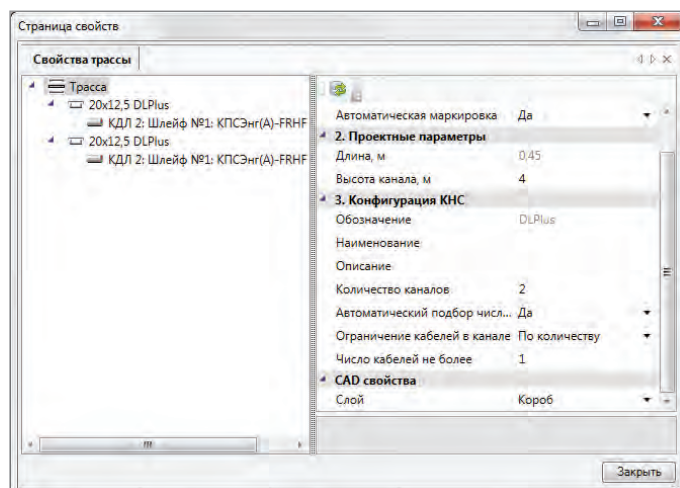 Страница свойств
Свойства трассы
Трасса
20x12,5 DLPlus
КДЛ 2: Шлейф №1: КПСЭнг(А)-FRHF
20x12,5 DLPlus
КДЛ 2: Шлейф №1: КПСЭнг(А)-FRHF
Автоматическая маркировка Да
2. Проектные параметры
Длина, м 0,45
Высота канала, м 4
3. Конфигурация КНС
Обозначение DLPlus
Наименование
Описание
Количество каналов 2
Автоматический подбор числ... Да
Ограничение кабелей в канале По количеству
Число кабелей не более 1
CAD свойства
Слой Короб
Закрыть